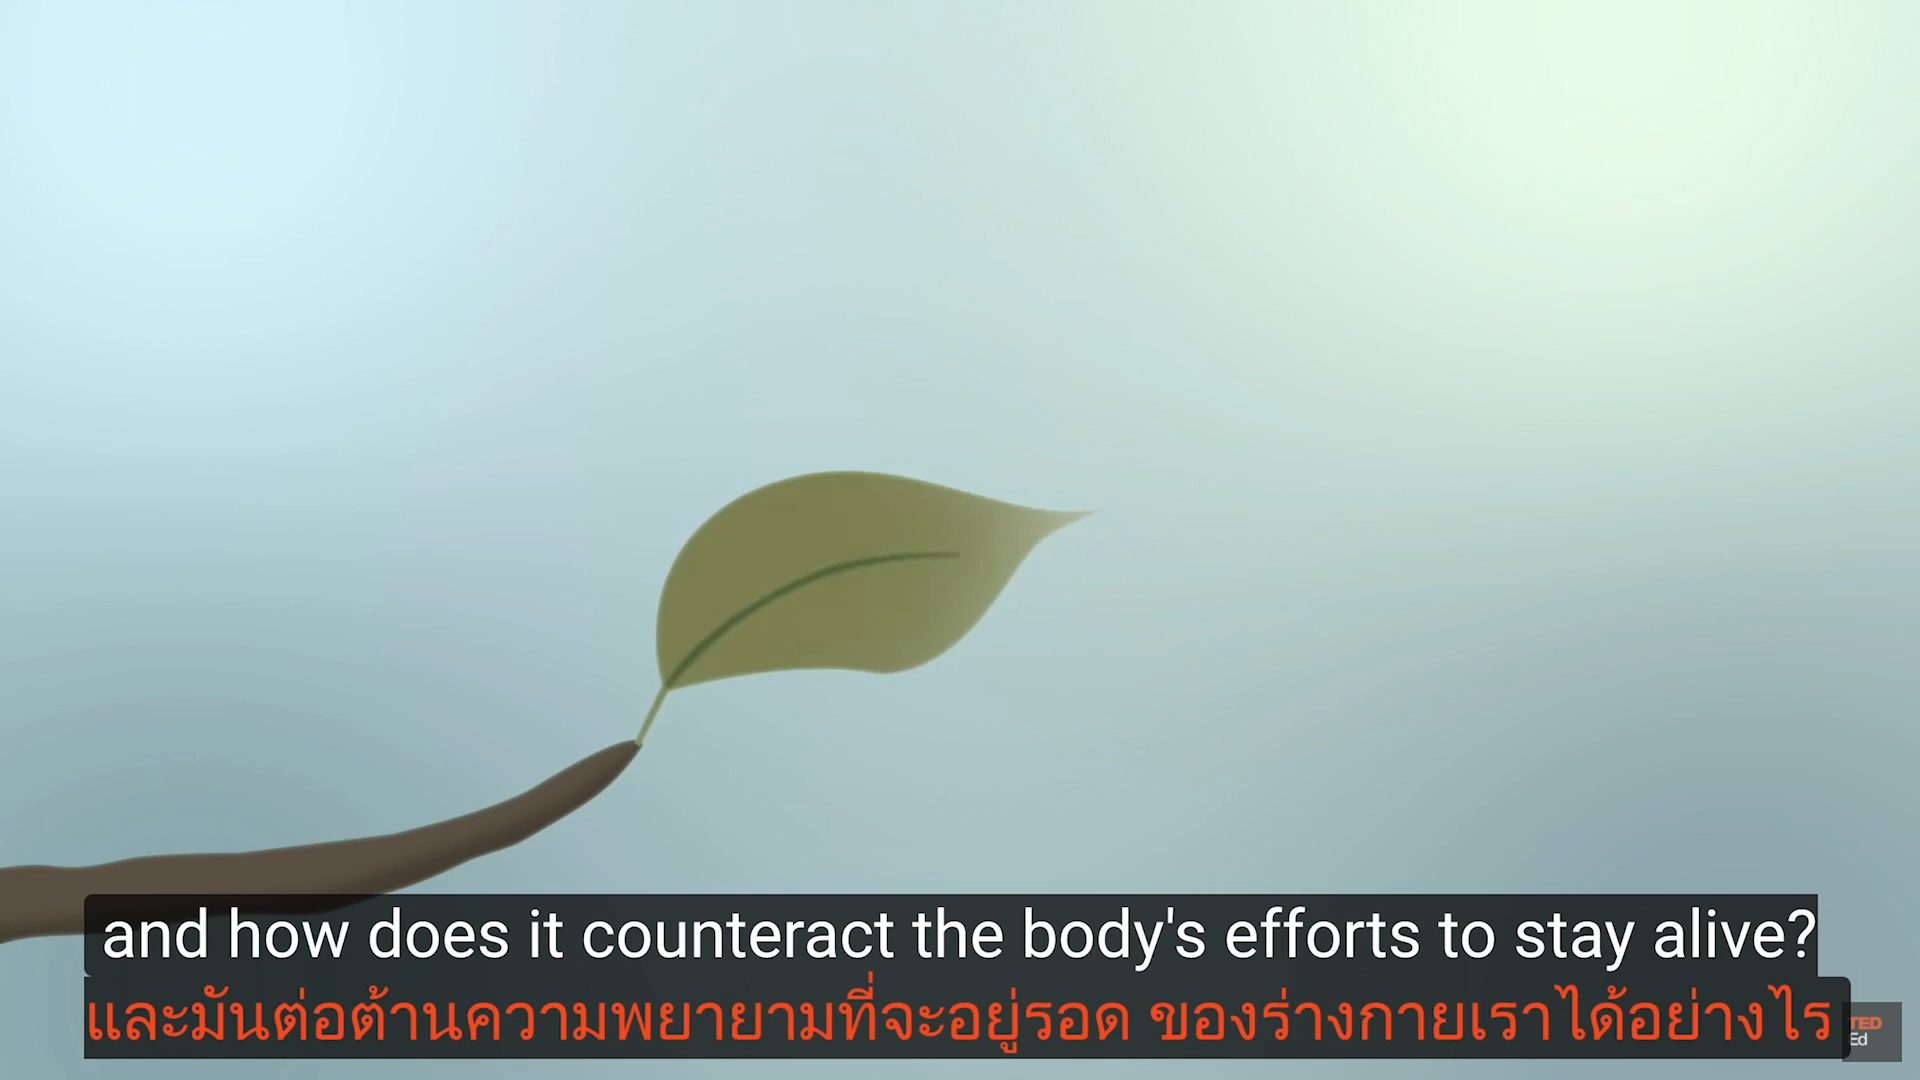 and how does it counteract the body's efforts to stay alive?
และมันต่อต้านความพยายามที่จะอยู่รอด ของร่างกายเราได้อย่างไร
TED
Ed